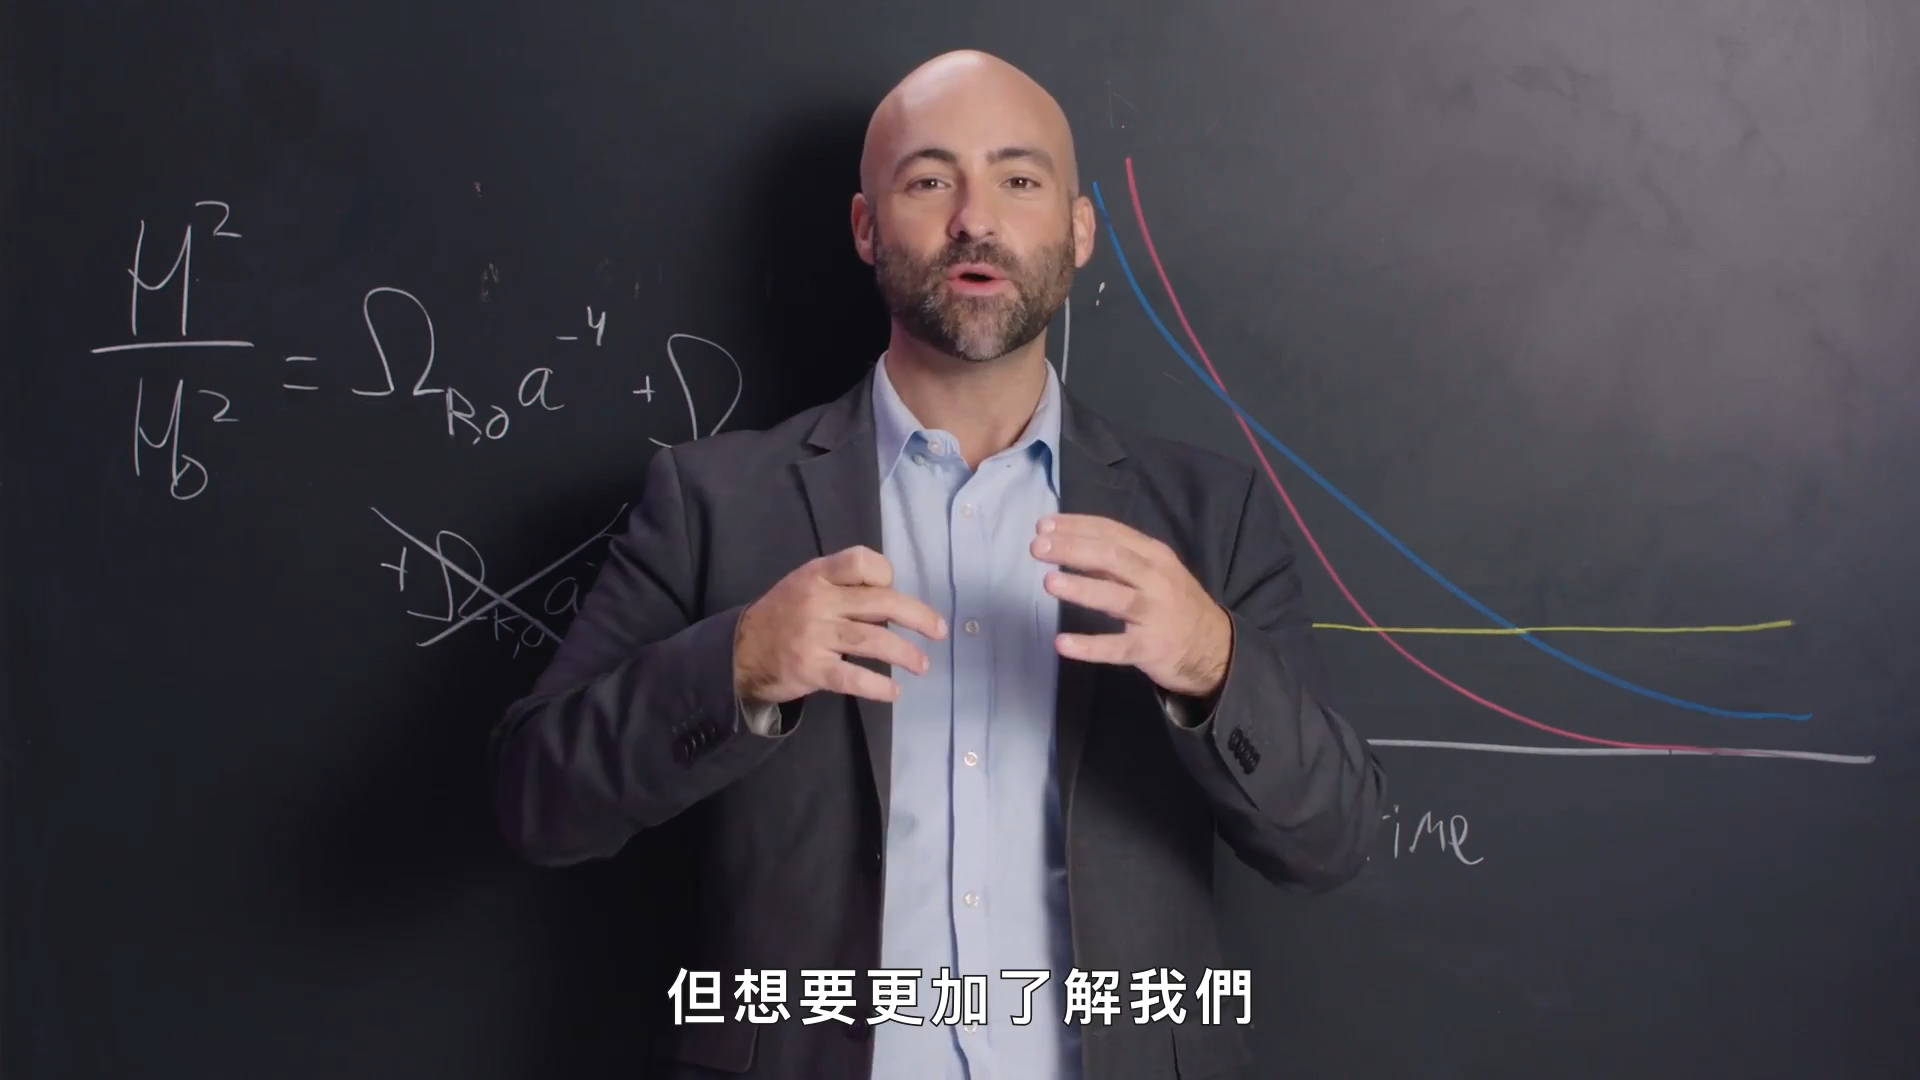 H²/H₀² = Ω_R,0 a⁻⁴ + Ω
+ Ω_K,0 a
Time
但想要更加了解我們